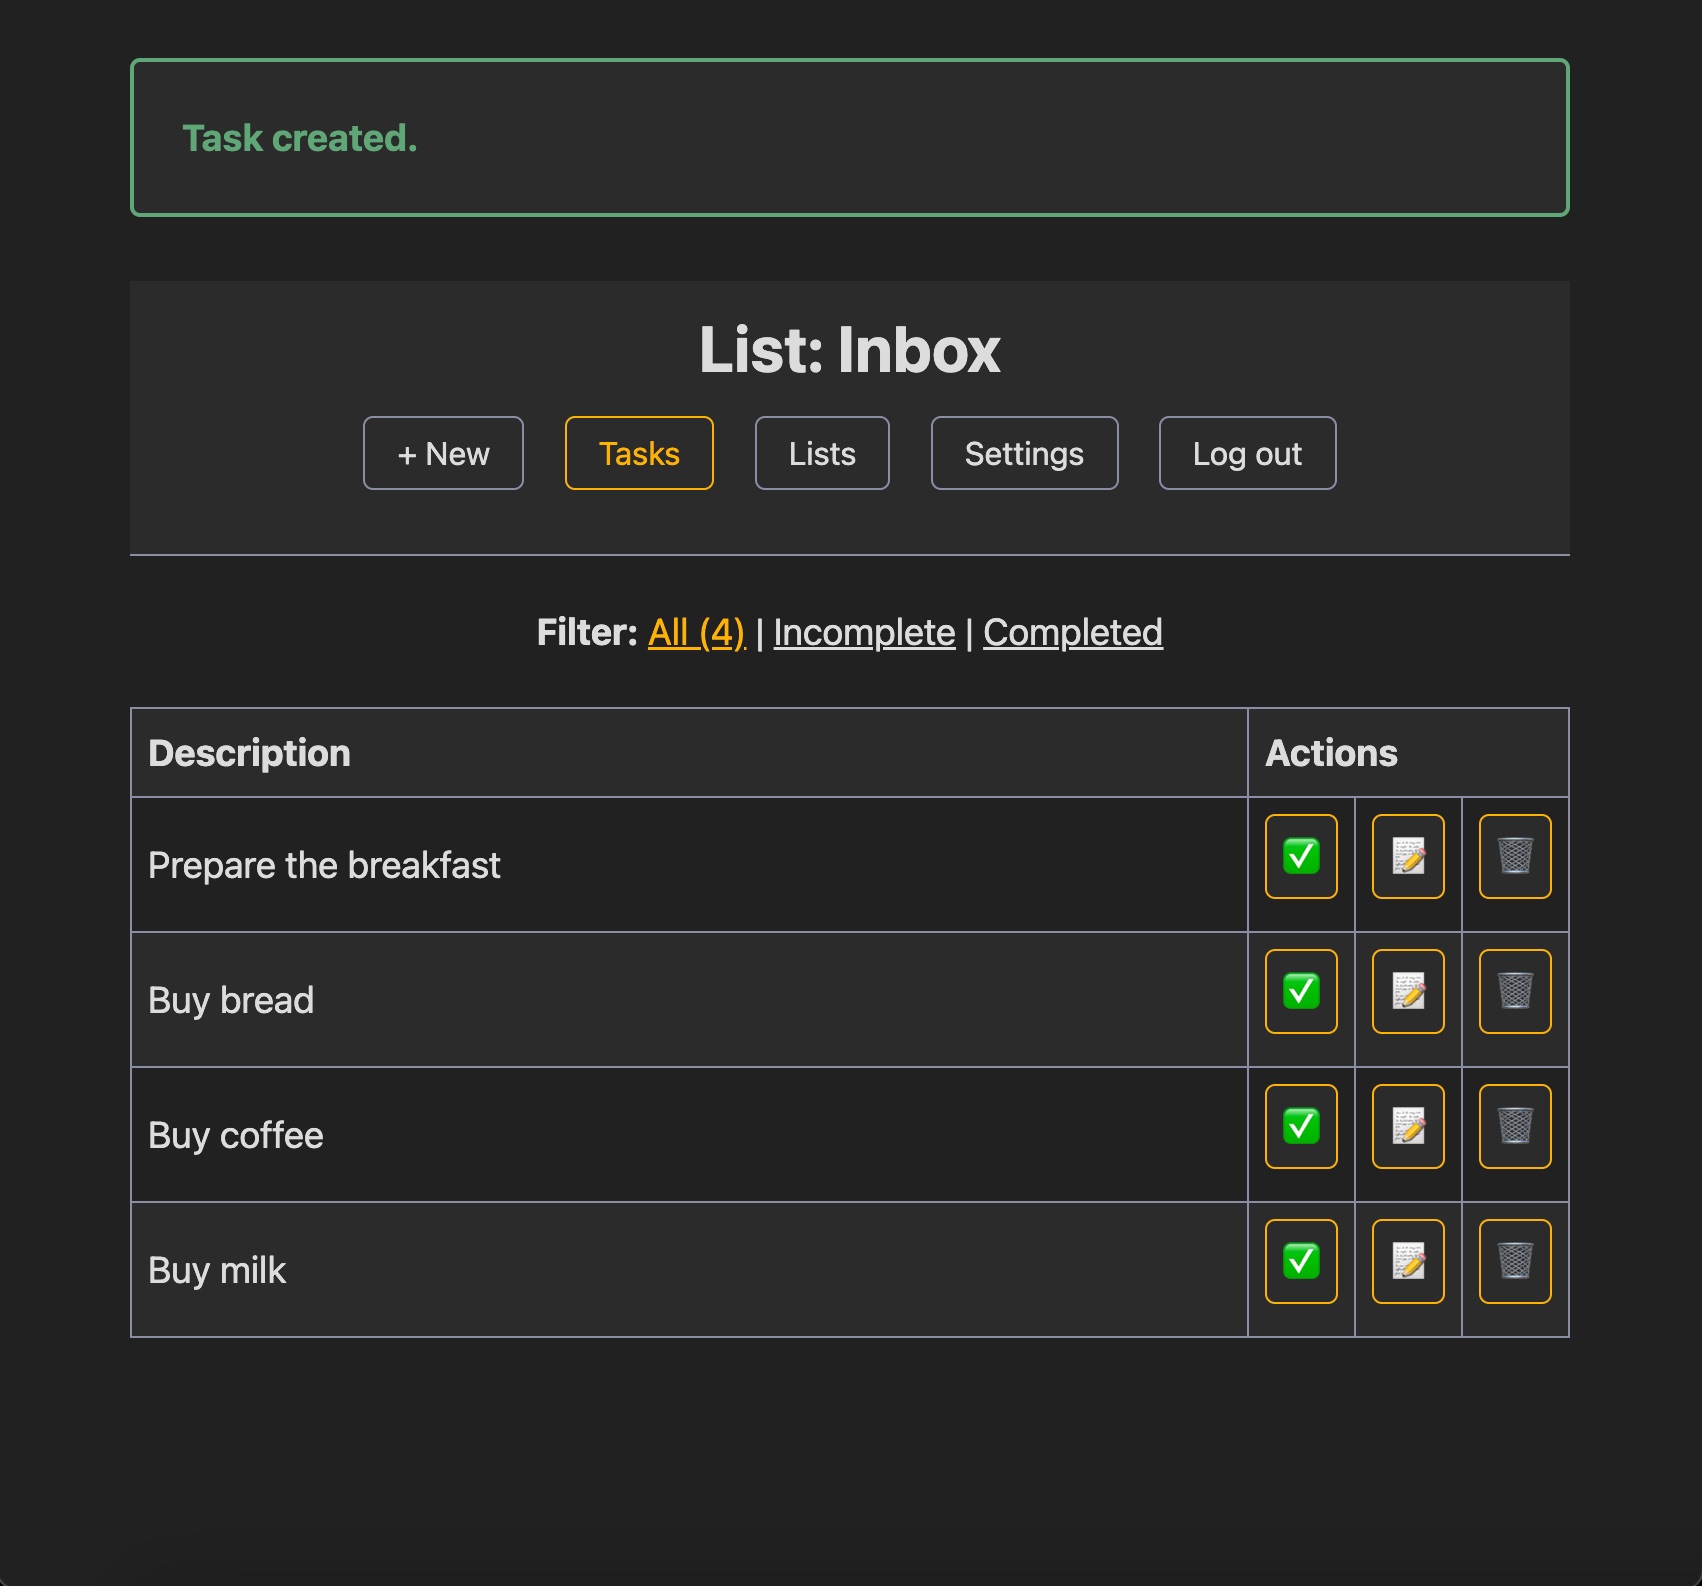 Task created.
List: Inbox
+ New Tasks Lists Settings Log out
Filter: All (4) | Incomplete | Completed
Description Actions
Prepare the breakfast
Buy bread
Buy coffee
Buy milk